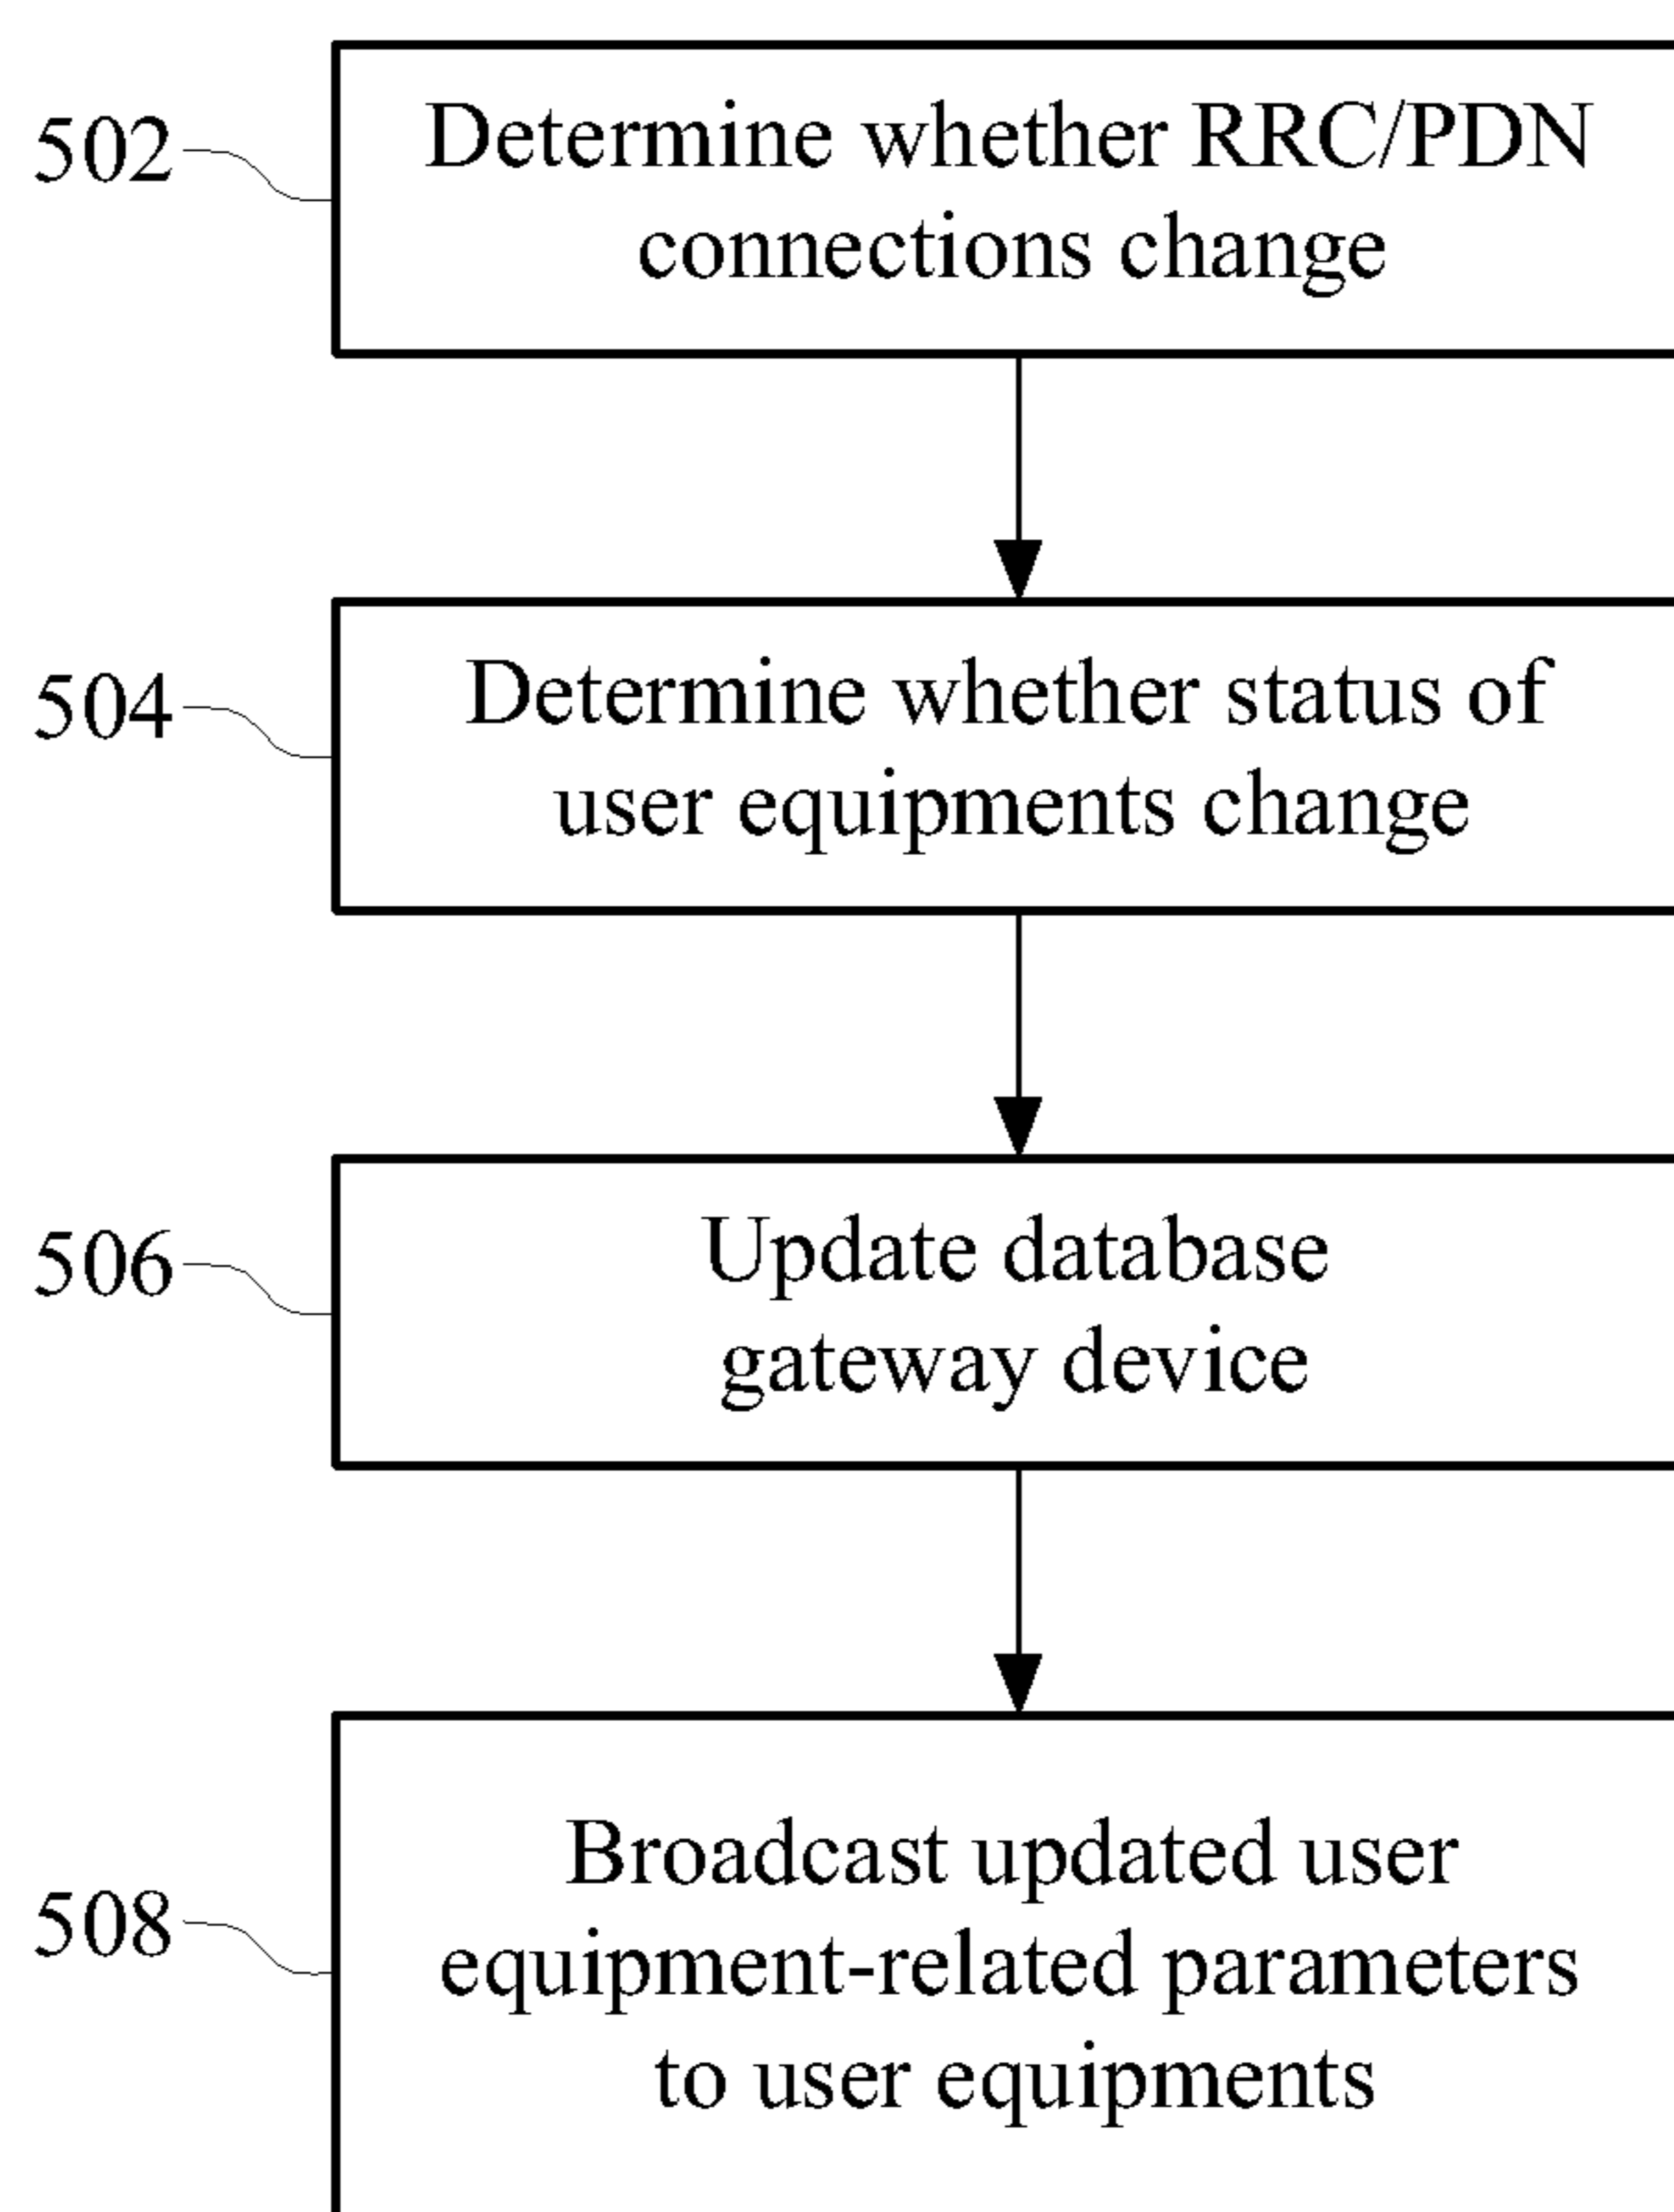 502
Determine whether RRC/PDN
connections change
504
Determine whether status of
user equipments change
506
Update database
gateway device
508
Broadcast updated user
equipment-related parameters
to user equipments